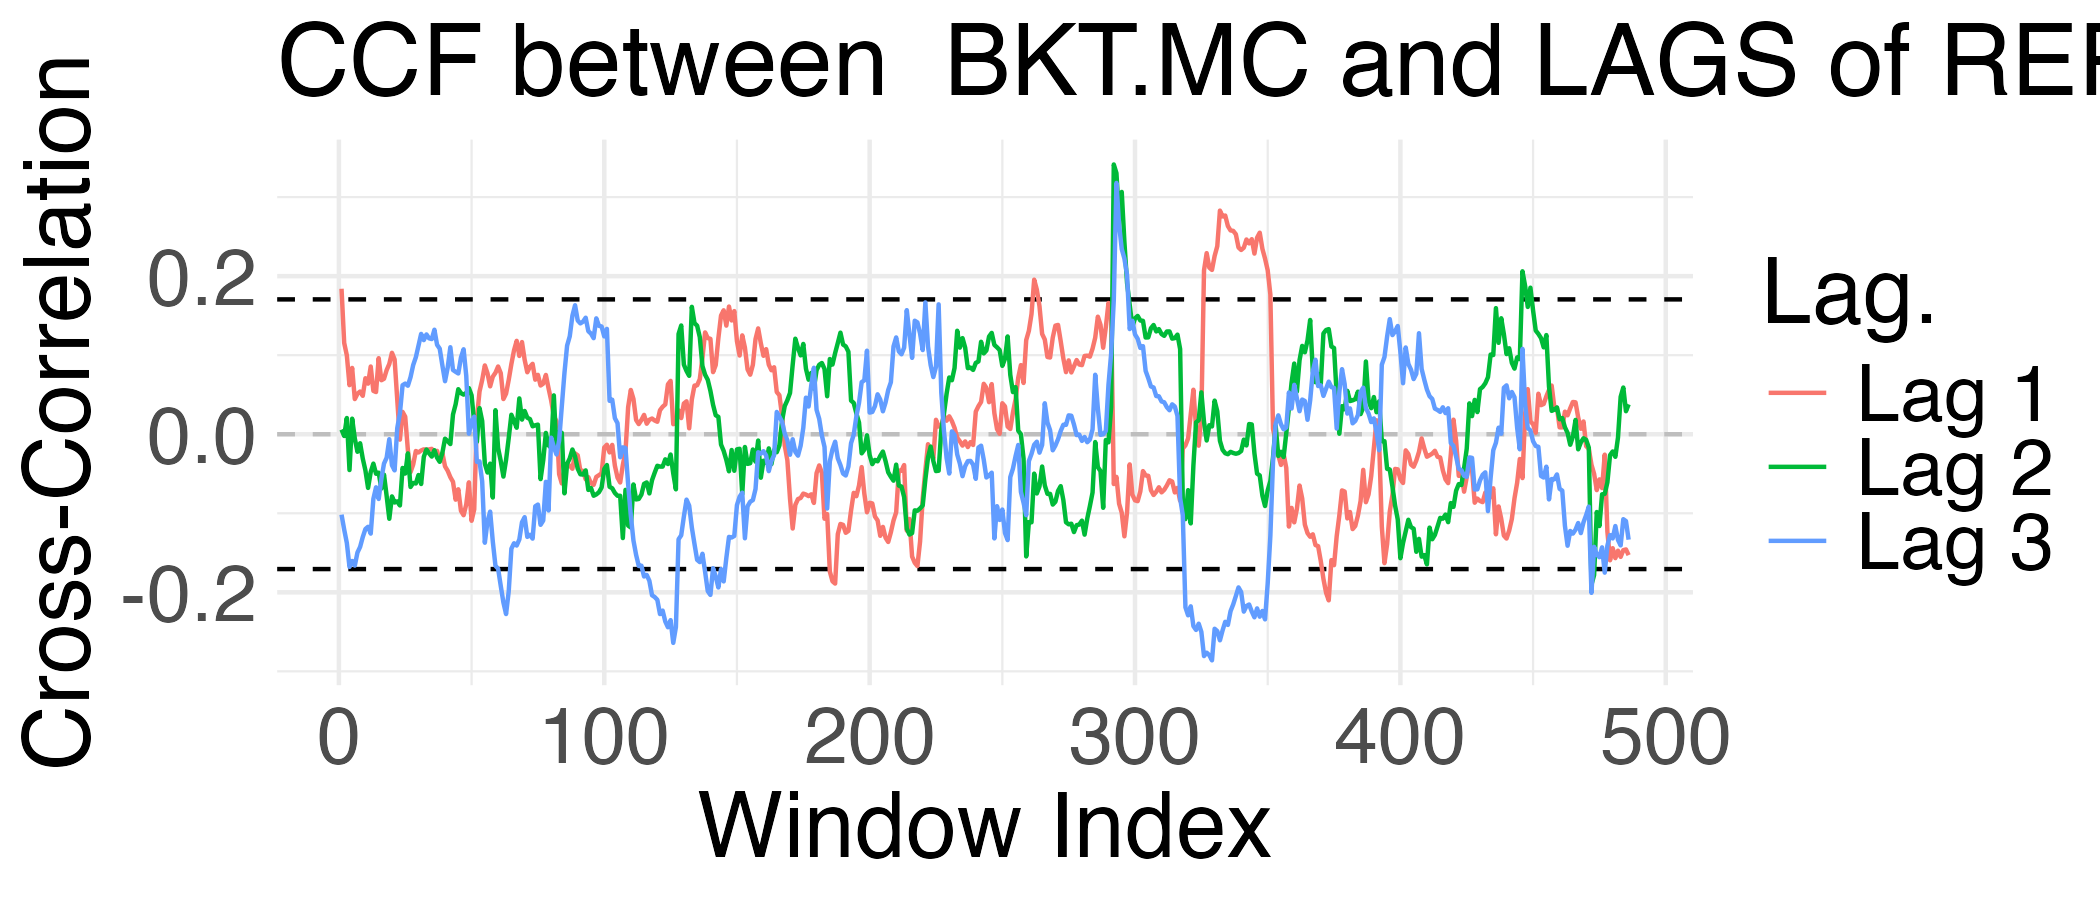 CCF between  BKT.MC and LAGS of
Cross-Correlation
0.2
0.0
-0.2
0
100
200
300
400
500
Window Index
Lag.
Lag 1
Lag 2
Lag 3